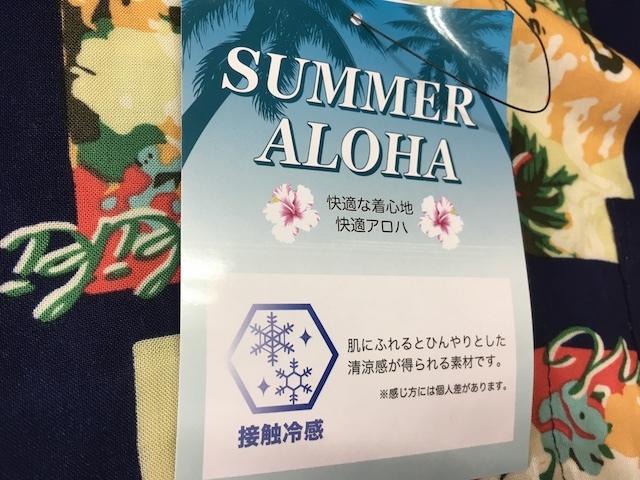 SUMMER
ALOHA
快適な着心地
快適アロハ
肌にふれるとひんやりとした
清涼感が得られる素材です。
※感じ方には個人差があります。
接触冷感